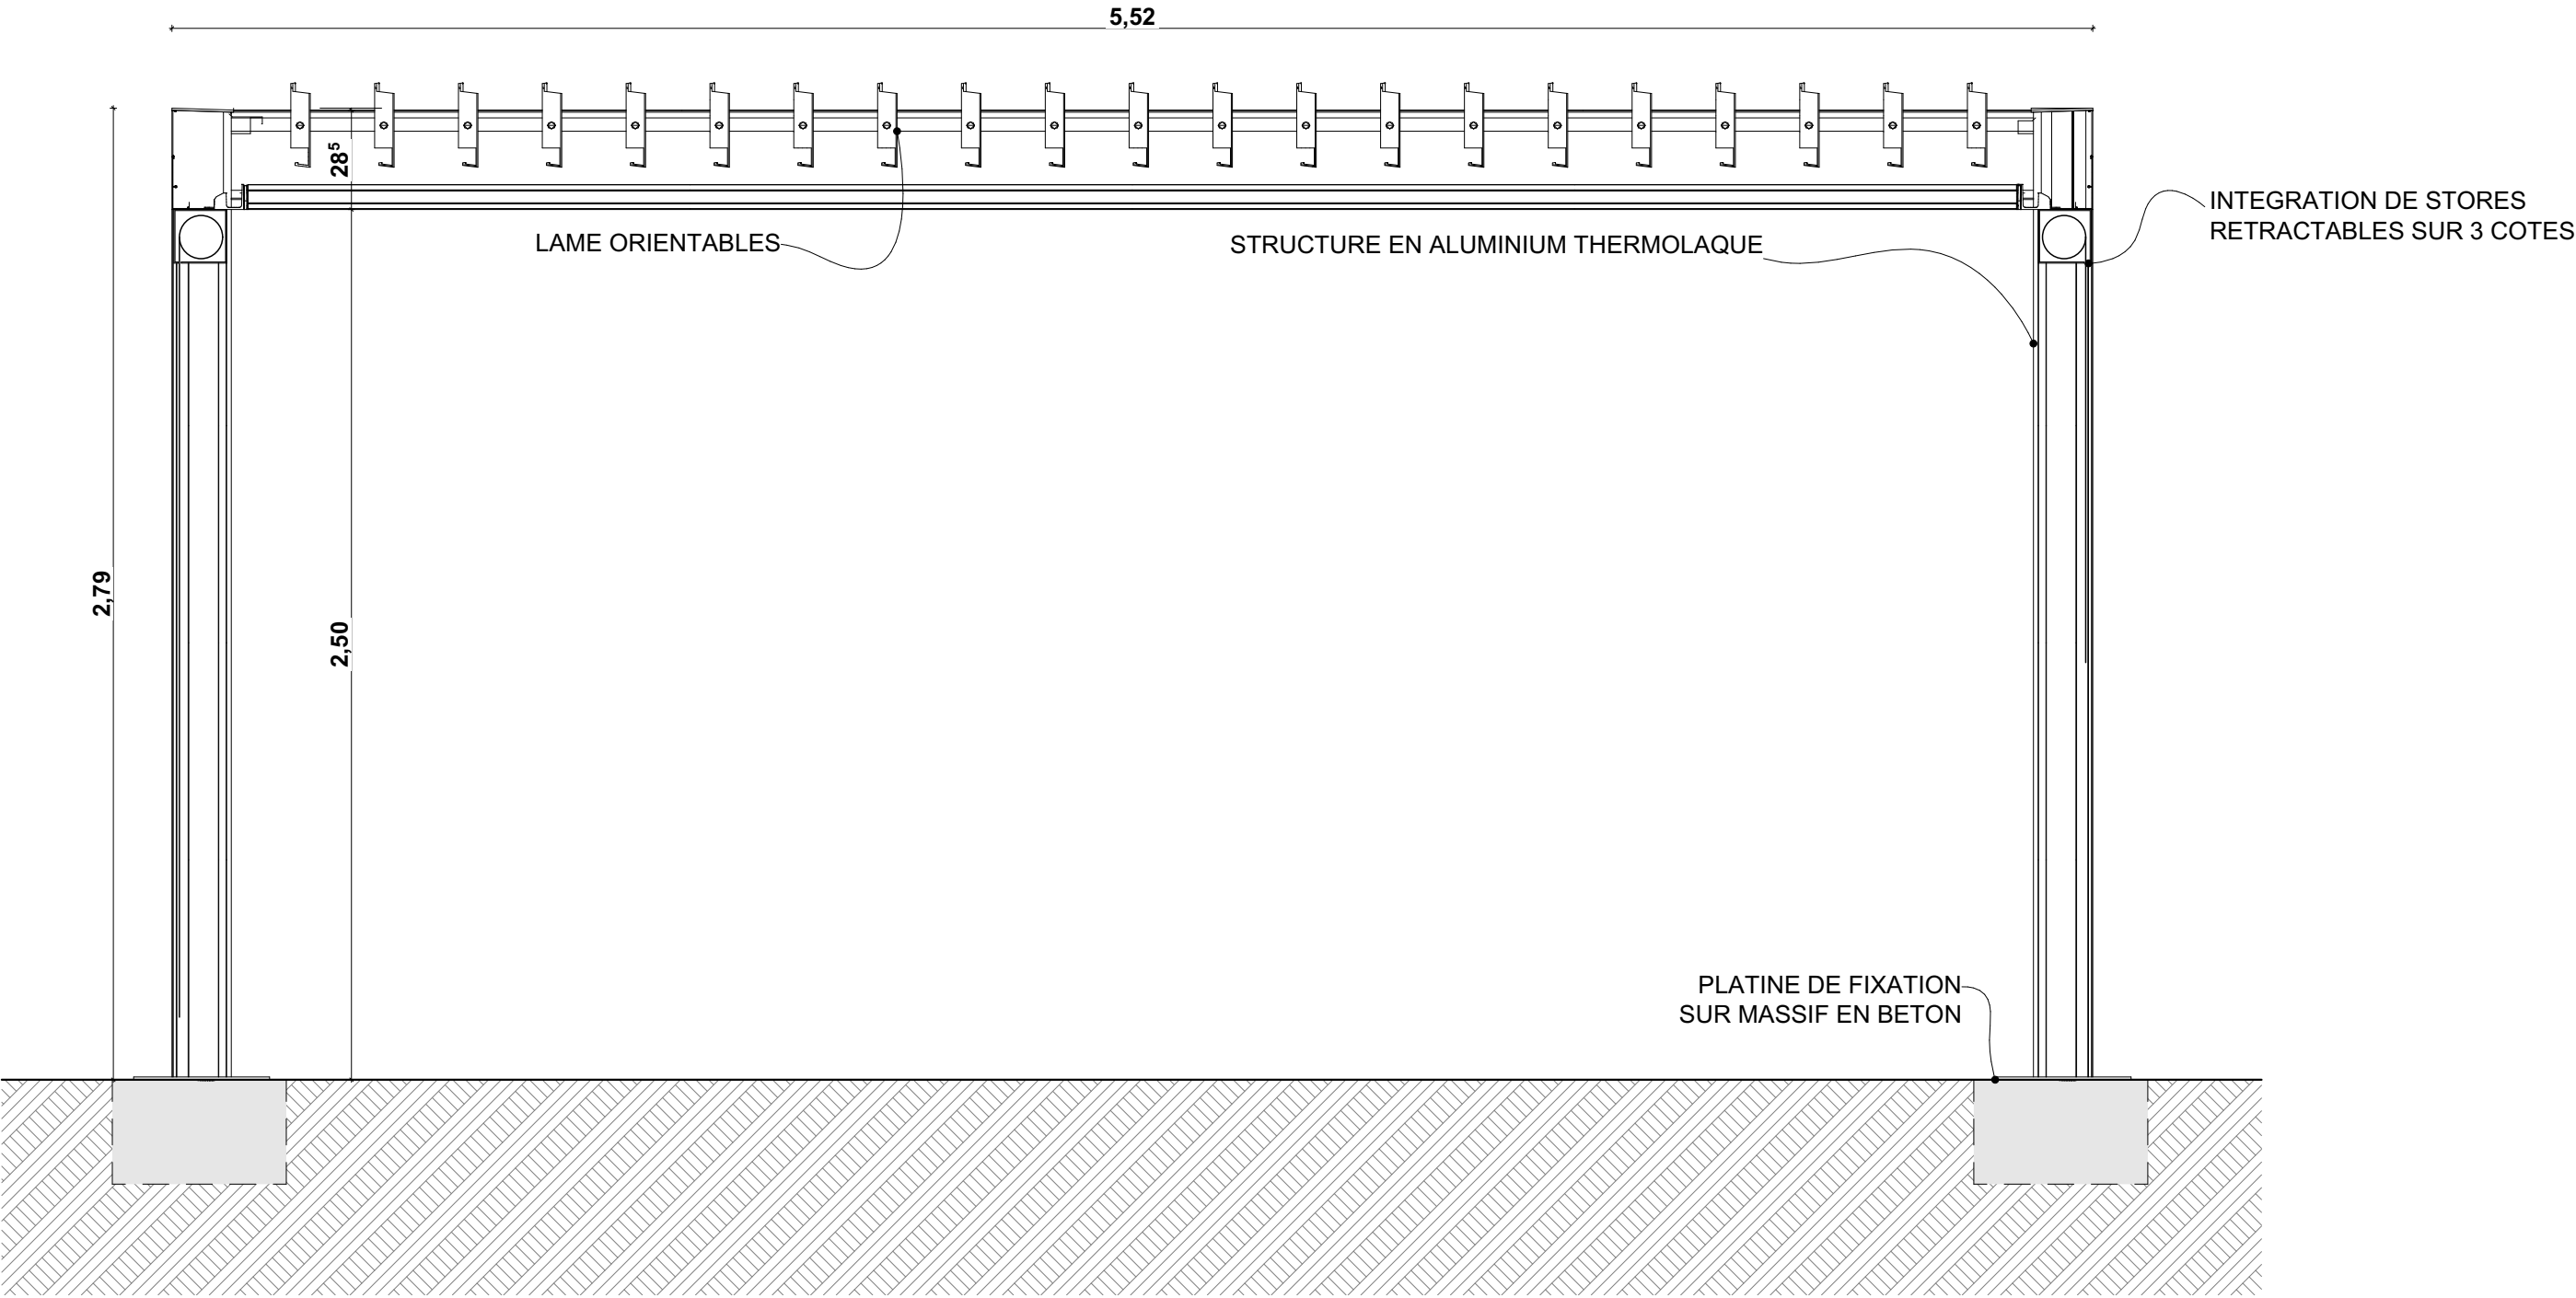 5,52
28⁵
INTEGRATION DE STORES
RETRACTABLES SUR 3 COTES
LAME ORIENTABLES
STRUCTURE EN ALUMINIUM THERMOLAQUE
2,79
2,50
PLATINE DE FIXATION
SUR MASSIF EN BETON